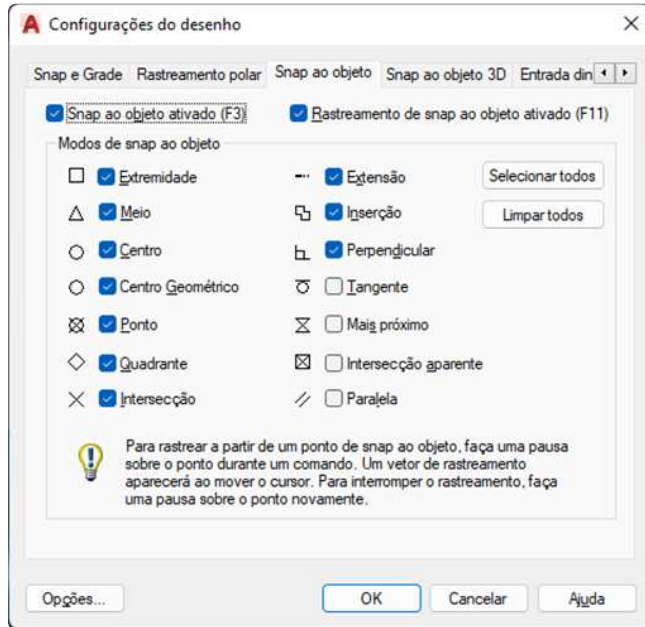 Configurações do desenho
Snap e Grade Rastreamento polar Snap ao objeto Snap ao objeto 3D Entrada din
Snap ao objeto ativado (F3) Rastreamento de snap ao objeto ativado (F11)
Modos de snap ao objeto
Extremidade Extensão Selecionar todos
Meio Inserção Limpar todos
Centro Perpendicular
Centro Geométrico Tangente
Ponto Mais próximo
Quadrante Intersecção aparente
Intersecção Paralela
Para rastrear a partir de um ponto de snap ao objeto, faça uma pausa
sobre o ponto durante um comando. Um vetor de rastreamento
aparecerá ao mover o cursor. Para interromper o rastreamento, faça
uma pausa sobre o ponto novamente.
Opções... OK Cancelar Ajuda